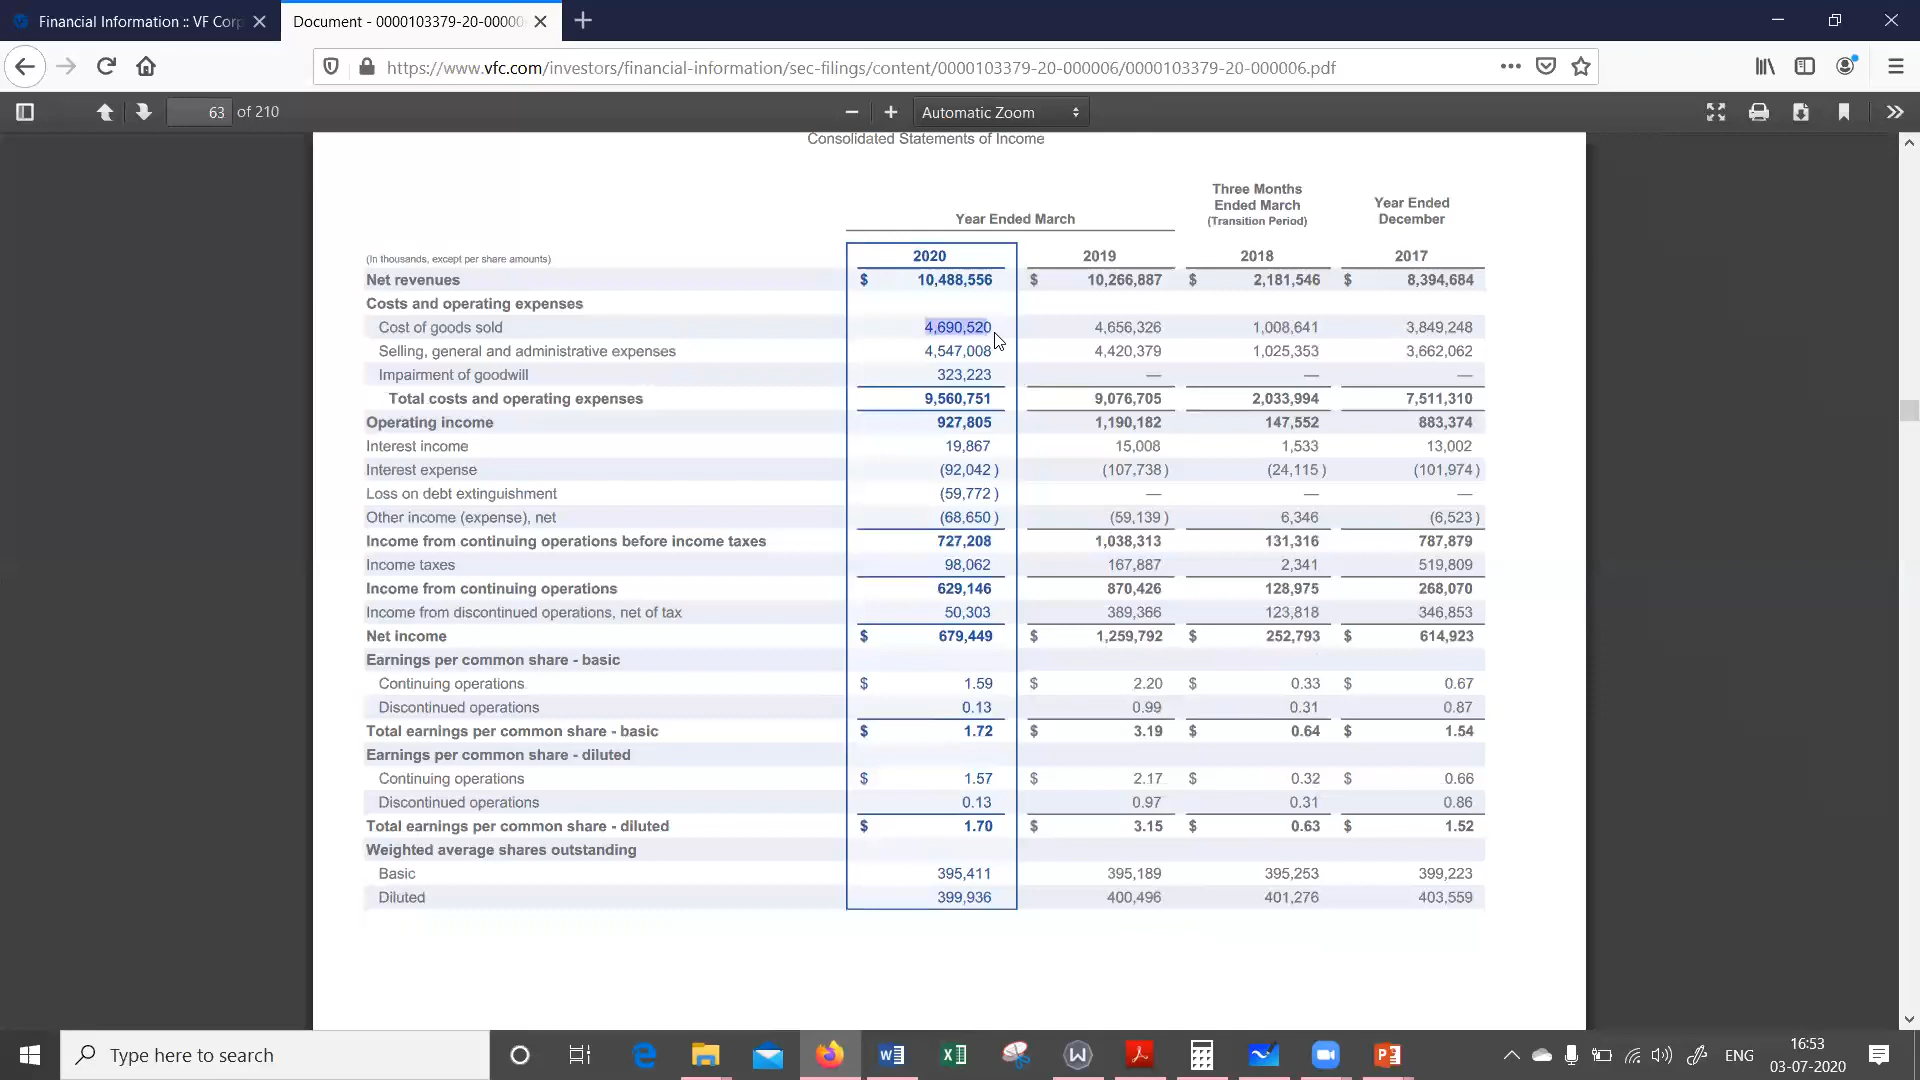 Financial Information :: VF Corp
Document - 0000103379-20-00000
https://www.vfc.com/investors/financial-information/sec-filings/content/0000103379-20-000006/0000103379-20-000006.pdf
63 of 210
Automatic Zoom
Consolidated Statements of Income
Three Months
Ended March
(Transition Period)
Year Ended
December
Year Ended March
(In thousands, except per share amounts) 2020 2019 2018 2017
Net revenues $ 10,488,556 $ 10,266,887 $ 2,181,546 $ 8,394,684
Costs and operating expenses
Cost of goods sold 4,690,520 4,656,326 1,008,641 3,849,248
Selling, general and administrative expenses 4,547,008 4,420,379 1,025,353 3,662,062
Impairment of goodwill 323,223 — — —
Total costs and operating expenses 9,560,751 9,076,705 2,033,994 7,511,310
Operating income 927,805 1,190,182 147,552 883,374
Interest income 19,867 15,008 1,533 13,002
Interest expense (92,042 ) (107,738 ) (24,115 ) (101,974 )
Loss on debt extinguishment (59,772 ) — — —
Other income (expense), net (68,650 ) (59,139 ) 6,346 (6,523 )
Income from continuing operations before income taxes 727,208 1,038,313 131,316 787,879
Income taxes 98,062 167,887 2,341 519,809
Income from continuing operations 629,146 870,426 128,975 268,070
Income from discontinued operations, net of tax 50,303 389,366 123,818 346,853
Net income $ 679,449 $ 1,259,792 $ 252,793 $ 614,923
Earnings per common share - basic
Continuing operations $ 1.59 $ 2.20 $ 0.33 $ 0.67
Discontinued operations 0.13 0.99 0.31 0.87
Total earnings per common share - basic $ 1.72 $ 3.19 $ 0.64 $ 1.54
Earnings per common share - diluted
Continuing operations $ 1.57 $ 2.17 $ 0.32 $ 0.66
Discontinued operations 0.13 0.97 0.31 0.86
Total earnings per common share - diluted $ 1.70 $ 3.15 $ 0.63 $ 1.52
Weighted average shares outstanding
Basic 395,411 395,189 395,253 399,223
Diluted 399,936 400,496 401,276 403,559
Type here to search
ENG
16:53
03-07-2020